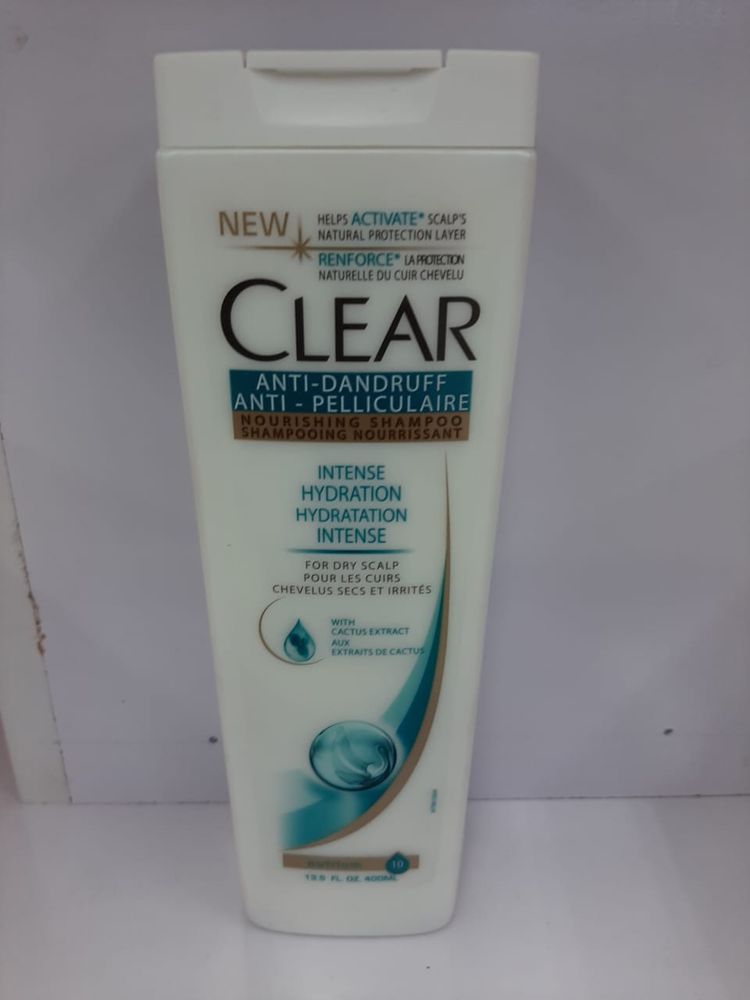 NEW
HELPS ACTIVATE* SCALP'S
NATURAL PROTECTION LAYER
RENFORCE* LA PROTECTION
NATURELLE DU CUIR CHEVELU
CLEAR
ANTI-DANDRUFF
ANTI - PELLICULAIRE
NOURISHING SHAMPOO
SHAMPOOING NOURRISSANT
INTENSE
HYDRATION
HYDRATATION
INTENSE
FOR DRY SCALP
POUR LES CUIRS
CHEVELUS SECS ET IRRITÉS
WITH
CACTUS EXTRACT
AUX
EXTRAITS DE CACTUS
nutrium 10
13.5 FL. OZ. 400ML